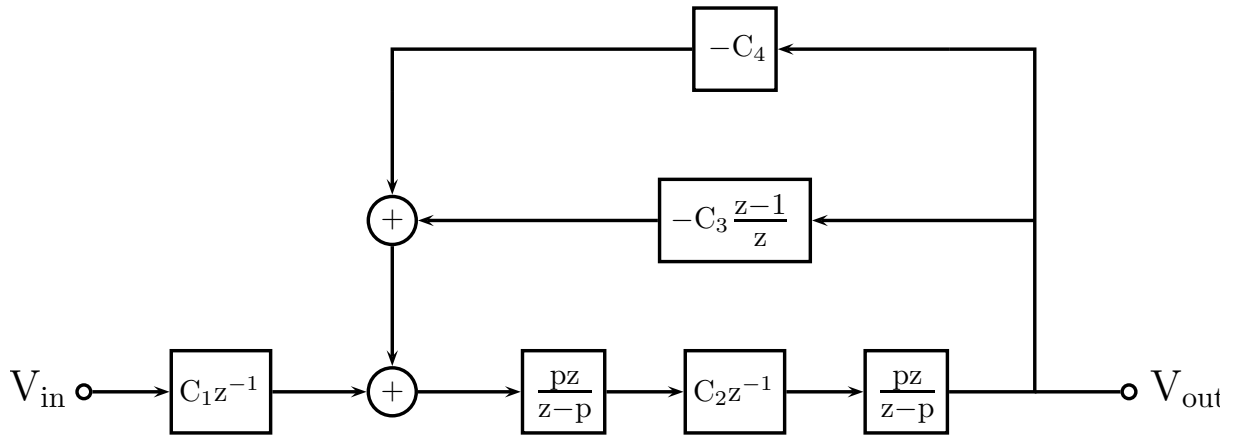 −C₄
+
−C₃ z−1/z
V_in
C₁z⁻¹
+
pz/z−p
C₂z⁻¹
pz/z−p
V_out